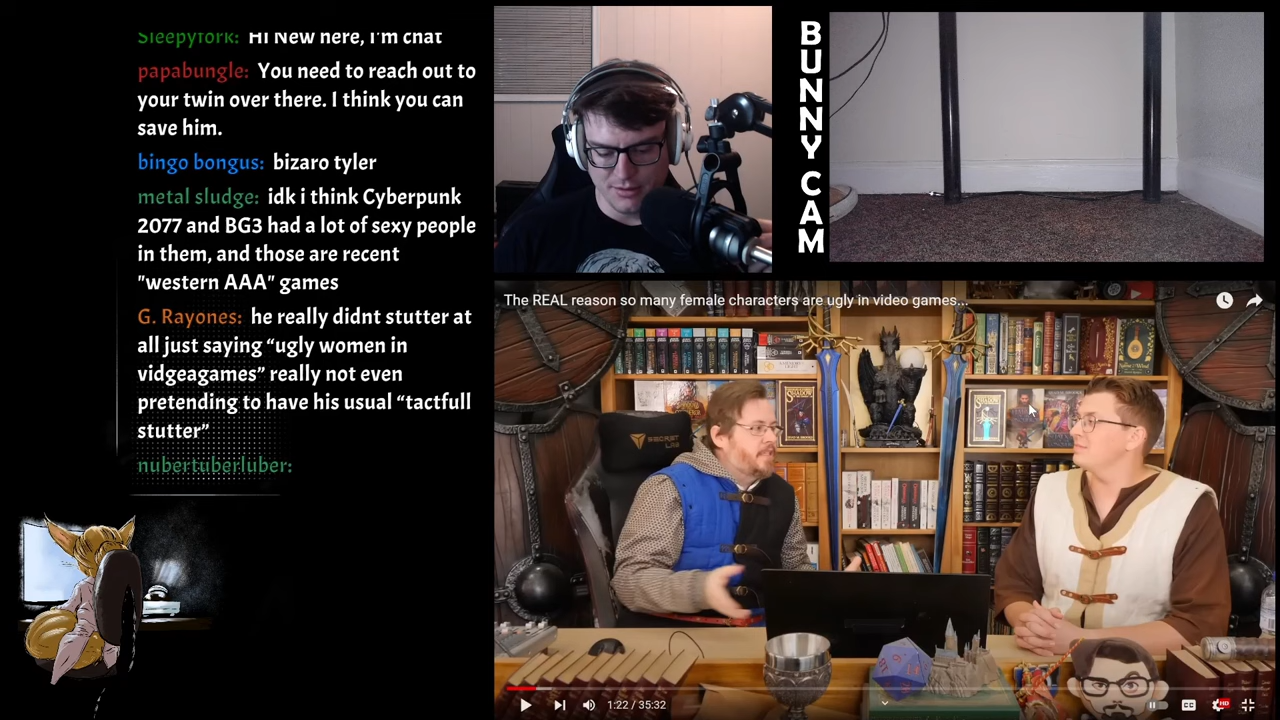 Sleepyfork: Hi New here, I'm chat
papabungle: You need to reach out to
your twin over there. I think you can
save him.
bingo bongus: bizaro tyler
metal sludge: idk i think Cyberpunk
2077 and BG3 had a lot of sexy people
in them, and those are recent
"western AAA" games
G. Rayones: he really didnt stutter at
all just saying “ugly women in
vidgeagames” really not even
pretending to have his usual “tactfull
stutter”
nubertuberluber:
BUNNY CAM
The REAL reason so many female characters are ugly in video games...
SECRETLAB
SHADOW
1:22 / 35:32
CC
HD